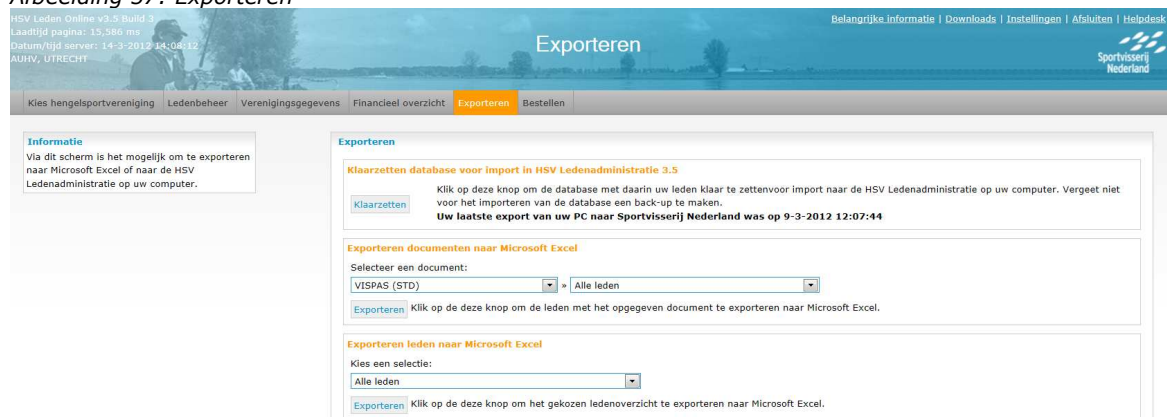 Afbeelding 37: Exporteren
HSV Leden Online v3.5 Build 3
Laadtijd pagina: 15,586 ms
Datum/tijd server: 14-3-2012 14:08:12
AUHV, UTRECHT
Belangrijke informatie | Downloads | Instellingen | Afsluiten | Helpdesk
Exporteren
Sportvisserij
Nederland
Kies hengelsportvereniging Ledenbeheer Verenigingsgegevens Financieel overzicht Exporteren Bestellen
Informatie
Via dit scherm is het mogelijk om te exporteren
naar Microsoft Excel of naar de HSV
Ledenadministratie op uw computer.
Exporteren
Klaarzetten database voor import in HSV Ledenadministratie 3.5
Klaarzetten
Klik op deze knop om de database met daarin uw leden klaar te zettenvoor import naar de HSV Ledenadministratie op uw computer. Vergeet niet
voor het importeren van de database een back-up te maken.
Uw laatste export van uw PC naar Sportvisserij Nederland was op 9-3-2012 12:07:44
Exporteren documenten naar Microsoft Excel
Selecteer een document:
VISPAS (STD) » Alle leden
Exporteren Klik op de deze knop om de leden met het opgegeven document te exporteren naar Microsoft Excel.
Exporteren leden naar Microsoft Excel
Kies een selectie:
Alle leden
Exporteren Klik op de deze knop om het gekozen ledenoverzicht te exporteren naar Microsoft Excel.